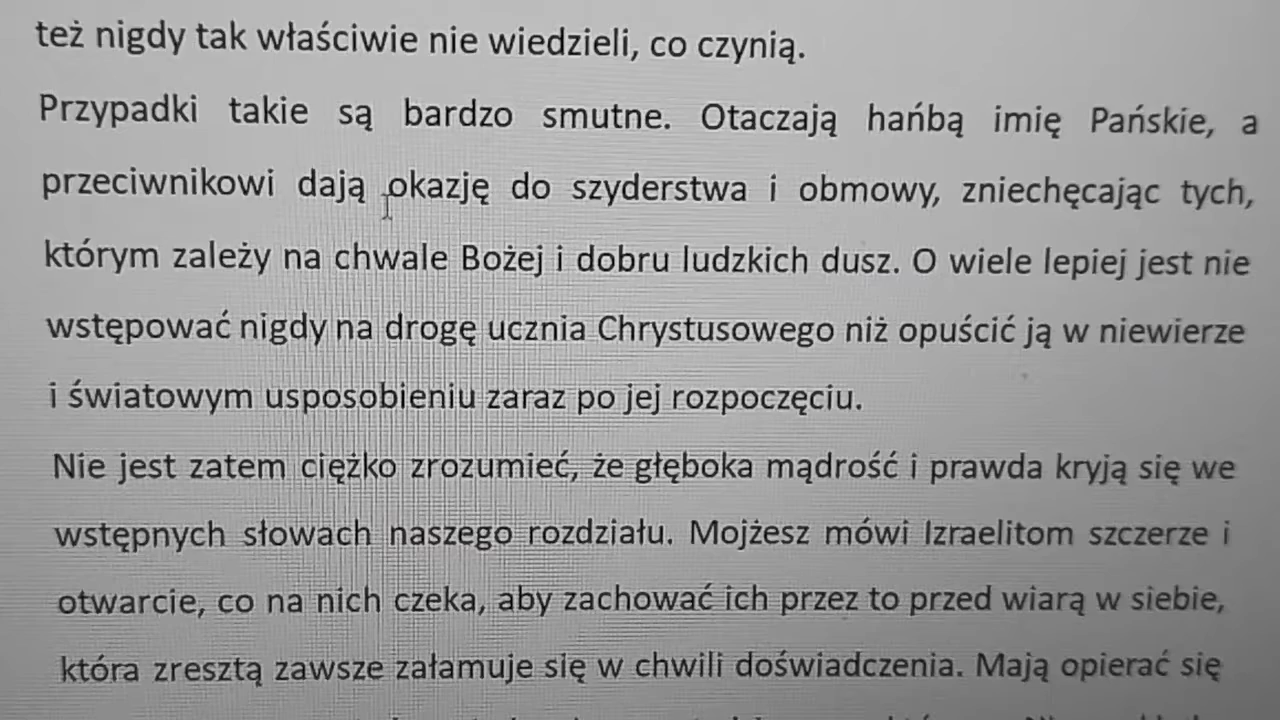 też nigdy tak właściwie nie wiedzieli, co czynią.
Przypadki takie są bardzo smutne. Otaczają hańbą imię Pańskie, a
przeciwnikowi dają okazję do szyderstwa i obmowy, zniechęcając tych,
którym zależy na chwale Bożej i dobru ludzkich dusz. O wiele lepiej jest nie
wstępować nigdy na drogę ucznia Chrystusowego niż opuścić ją w niewierze
i światowym usposobieniu zaraz po jej rozpoczęciu.
Nie jest zatem ciężko zrozumieć, że głęboka mądrość i prawda kryją się we
wstępnych słowach naszego rozdziału. Mojżesz mówi Izraelitom szczerze i
otwarcie, co na nich czeka, aby zachować ich przez to przed wiarą w siebie,
która zresztą zawsze załamuje się w chwili doświadczenia. Mają opierać się